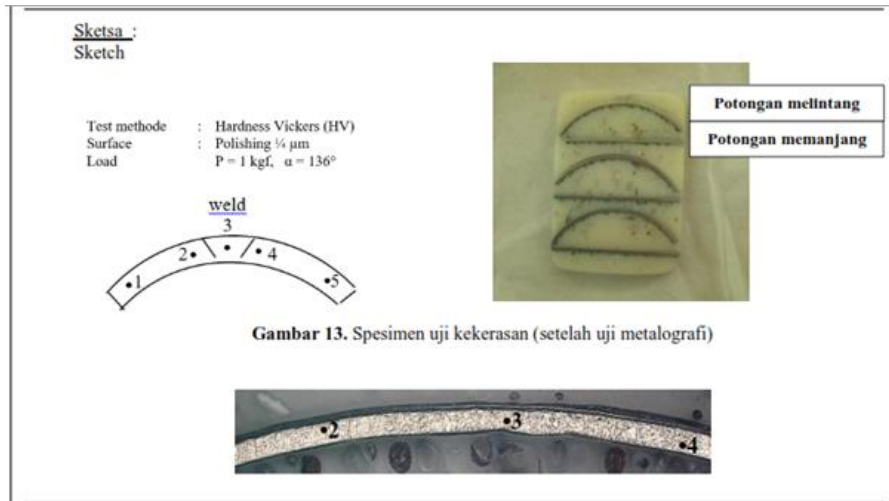 Sketsa :
Sketch
Test methode : Hardness Vickers (HV)
Surface : Polishing ¼ µm
Load P = 1 kgf, α = 136°
weld
3
2
4
1
5
Potongan melintang
Potongan memanjang
Gambar 13. Spesimen uji kekerasan (setelah uji metalografi)
2
3
4